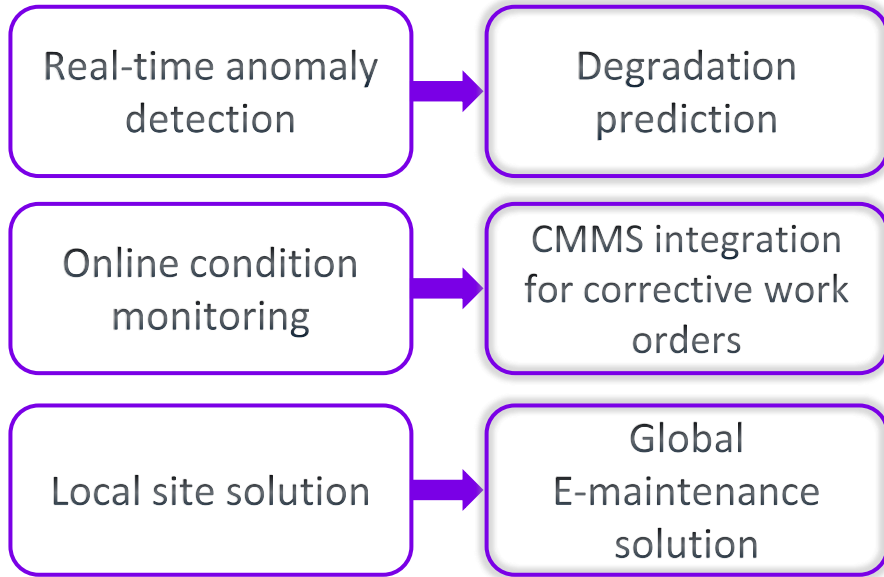 Real-time anomaly
detection
Degradation
prediction
Online condition
monitoring
CMMS integration
for corrective work
orders
Local site solution
Global
E-maintenance
solution